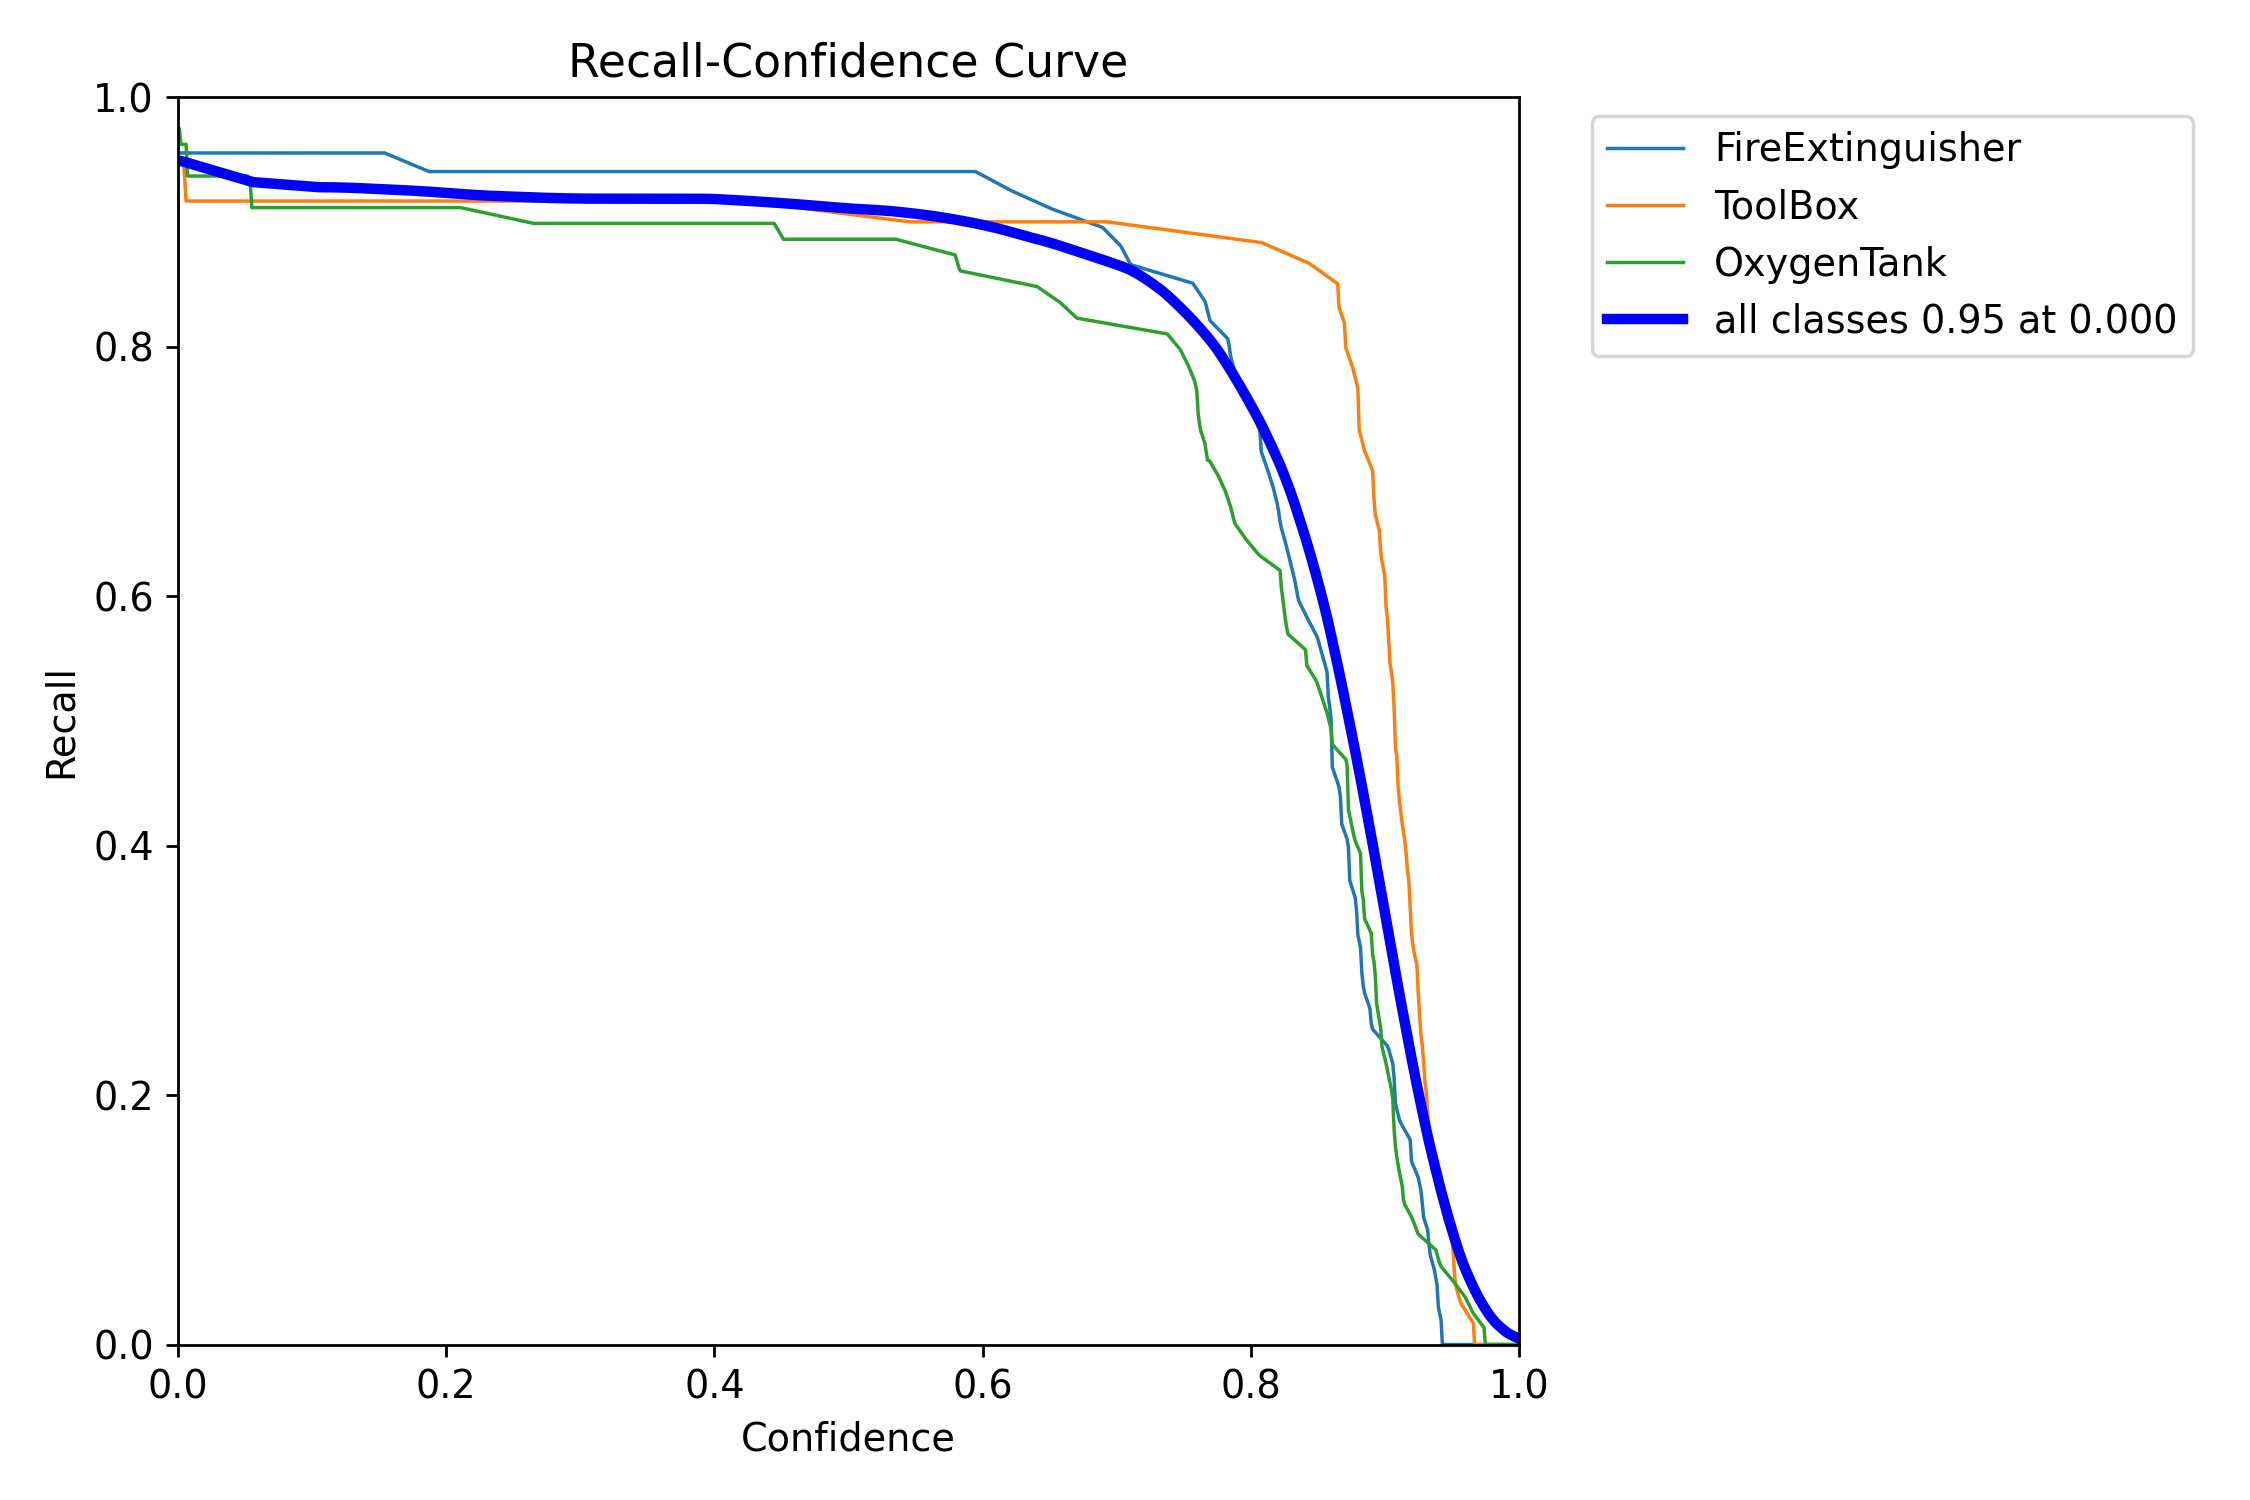 Recall-Confidence Curve
1.0
0.8
0.6
0.4
0.2
0.0
Recall
0.0 0.2 0.4 0.6 0.8 1.0
Confidence
FireExtinguisher
ToolBox
OxygenTank
all classes 0.95 at 0.000